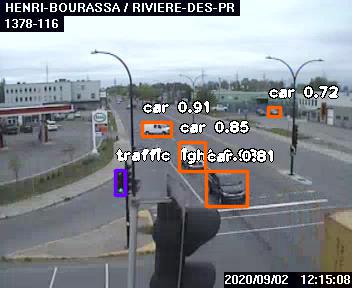 HENRI-BOURASSA / RIVIERE-DES-PR
1378-116
car 0.72
car 0.91
car 0.85
traffic
car 0.81
2020/09/02 12:15:08